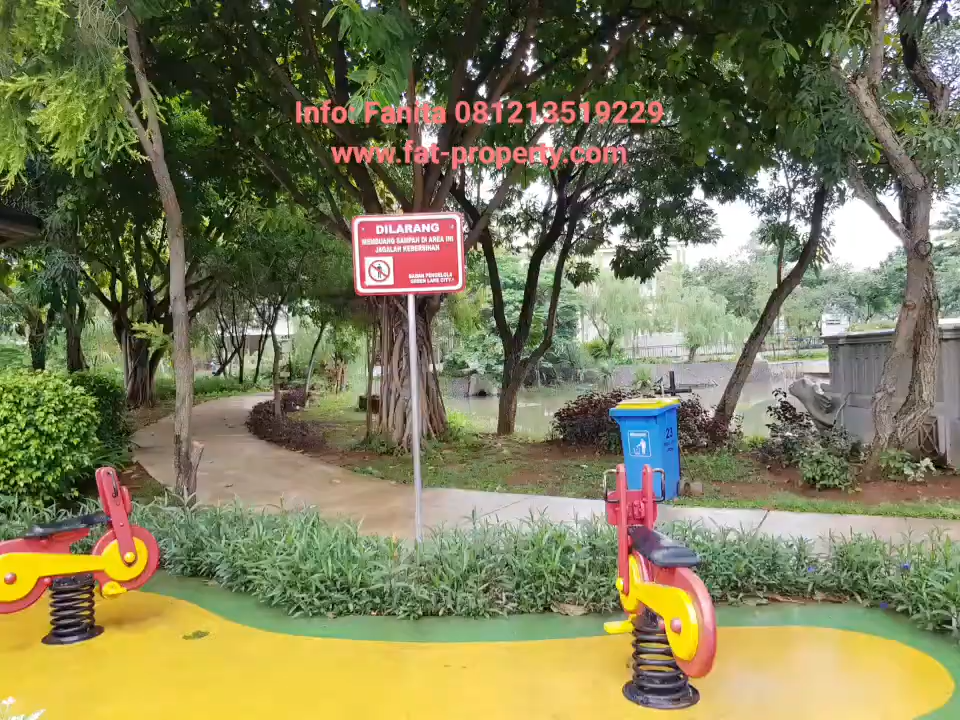 Info: Fanita 081213519229
www.fat-property.com
DILARANG
MEMBUANG SAMPAH DI AREA INI
JAGALAH KEBERSIHAN
BADAN PENGELOLA
GREEN LAKE CITY
23